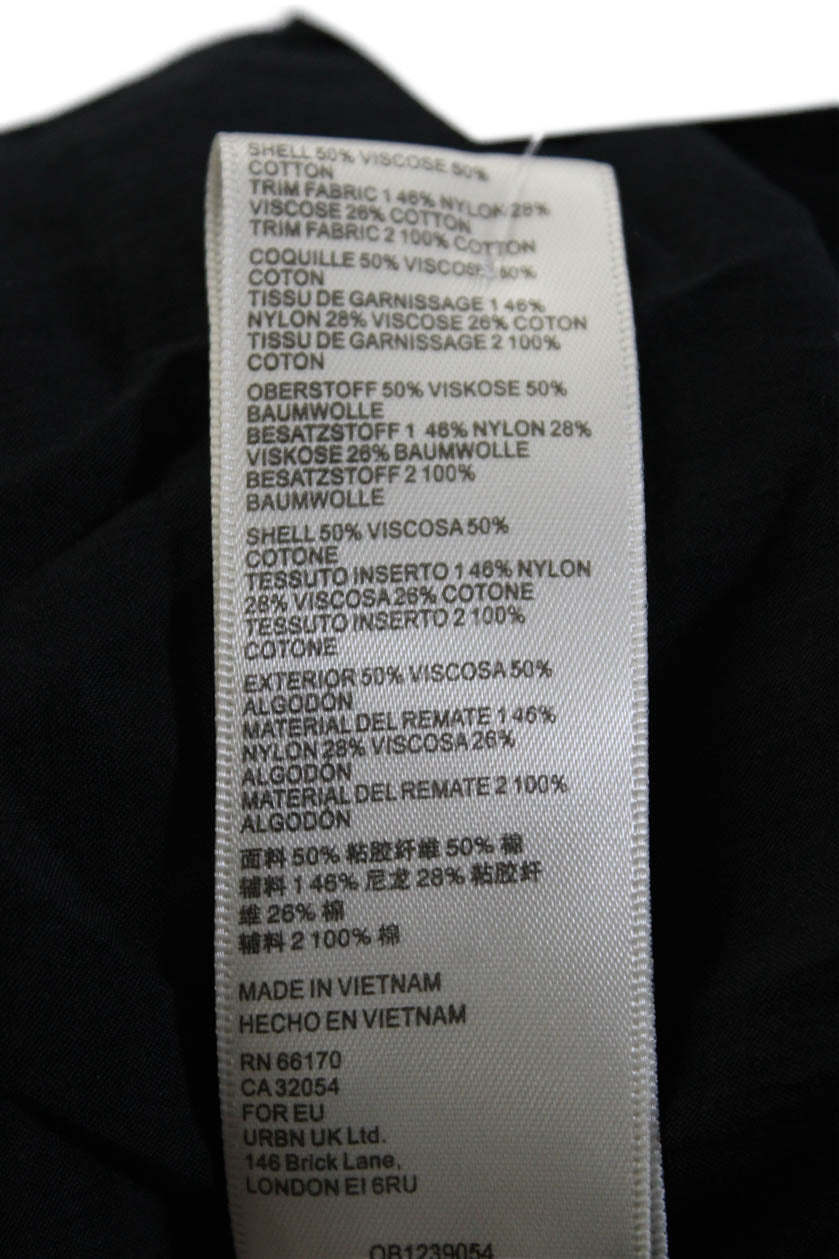 SHELL 50% VISCOSE 50%
COTTON
TRIM FABRIC 1 46% NYLON 28%
VISCOSE 26% COTTON
TRIM FABRIC 2 100% COTTON
COQUILLE 50% VISCOSE 50%
COTON
TISSU DE GARNISSAGE 1 46%
NYLON 28% VISCOSE 26% COTON
TISSU DE GARNISSAGE 2 100%
COTON
OBERSTOFF 50% VISKOSE 50%
BAUMWOLLE
BESATZSTOFF 1 46% NYLON 28%
VISKOSE 26% BAUMWOLLE
BESATZSTOFF 2 100%
BAUMWOLLE
SHELL 50% VISCOSA 50%
COTONE
TESSUTO INSERTO 1 46% NYLON
28% VISCOSA 26% COTONE
TESSUTO INSERTO 2 100%
COTONE
EXTERIOR 50% VISCOSA 50%
ALGODÓN
MATERIAL DEL REMATE 1 46%
NYLON 28% VISCOSA 26%
ALGODÓN
MATERIAL DEL REMATE 2 100%
ALGODÓN
面料 50% 粘胶纤维 50% 棉
辅料 1 46% 尼龙 28% 粘胶纤
维 26% 棉
辅料 2 100% 棉
MADE IN VIETNAM
HECHO EN VIETNAM
RN 66170
CA 32054
FOR EU
URBN UK Ltd.
146 Brick Lane,
LONDON E1 6RU
OB1239054